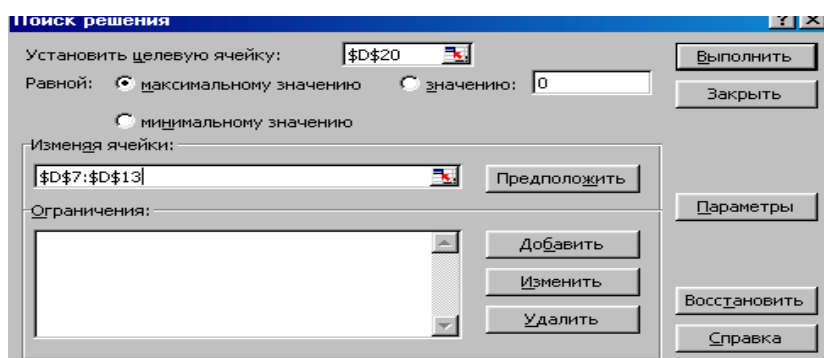 Поиск решения
Установить целевую ячейку: $D$20
Выполнить
Равной: максимальному значению значению: 0
Закрыть
минимальному значению
Изменяя ячейки:
$D$7:$D$13
Предположить
Параметры
Ограничения:
Добавить
Изменить
Удалить
Восстановить
Справка